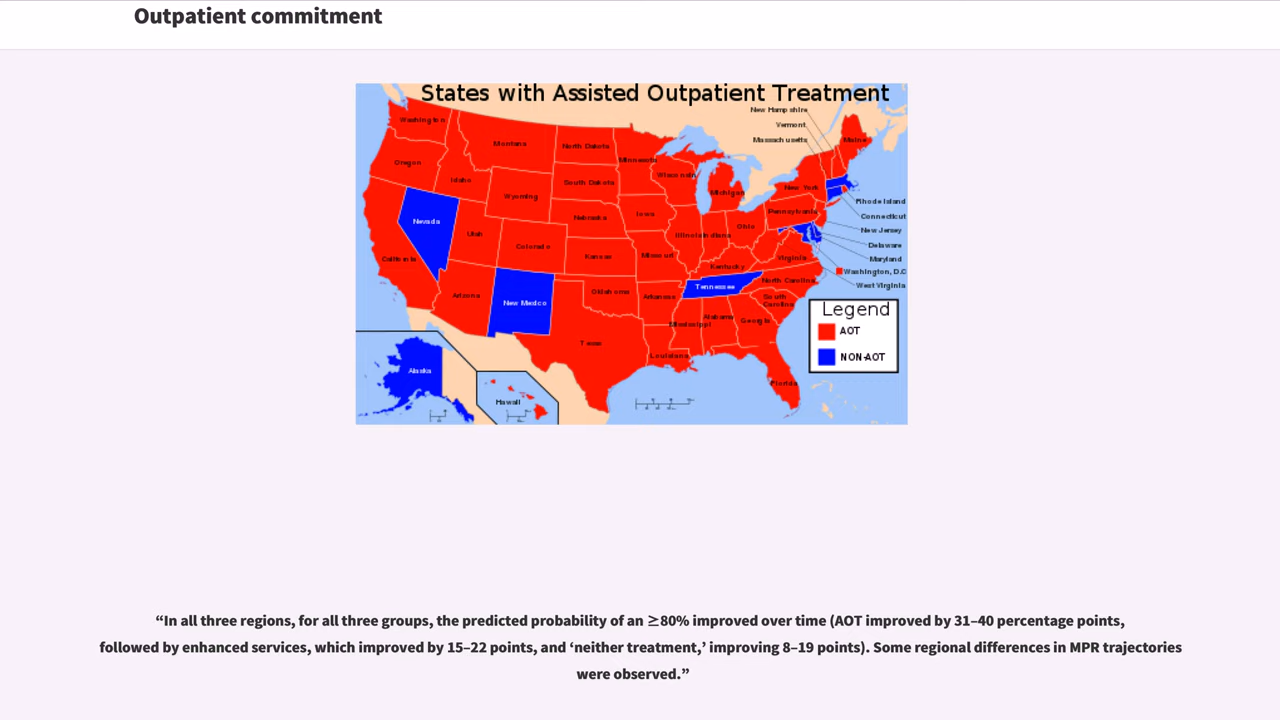 Outpatient commitment
States with Assisted Outpatient Treatment
New Hampshire
Washington
Vermont
Montana
Massachusetts
Maine
North Dakota
Minnesota
Oregon
Wisconsin
Idaho
South Dakota
New York
Michigan
Wyoming
Rhode Island
Pennsylvania
Iowa
Connecticut
Nebraska
Nevada
Ohio
New Jersey
Utah
Illinois
Indiana
Colorado
Delaware
Missouri
Kansas
Virginia
California
Maryland
Kentucky
Washington, D.C
North Carolina
West Virginia
Tennessee
Oklahoma
Arizona
Arkansas
South
Carolina
New Mexico
Legend
Alabama
Georgia
Mississippi
AOT
Texas
Louisiana
NON-AOT
Alaska
Florida
Hawaii
“In all three regions, for all three groups, the predicted probability of an ≥80% improved over time (AOT improved by 31–40 percentage points,
followed by enhanced services, which improved by 15–22 points, and ‘neither treatment,’ improving 8–19 points). Some regional differences in MPR trajectories
were observed.”